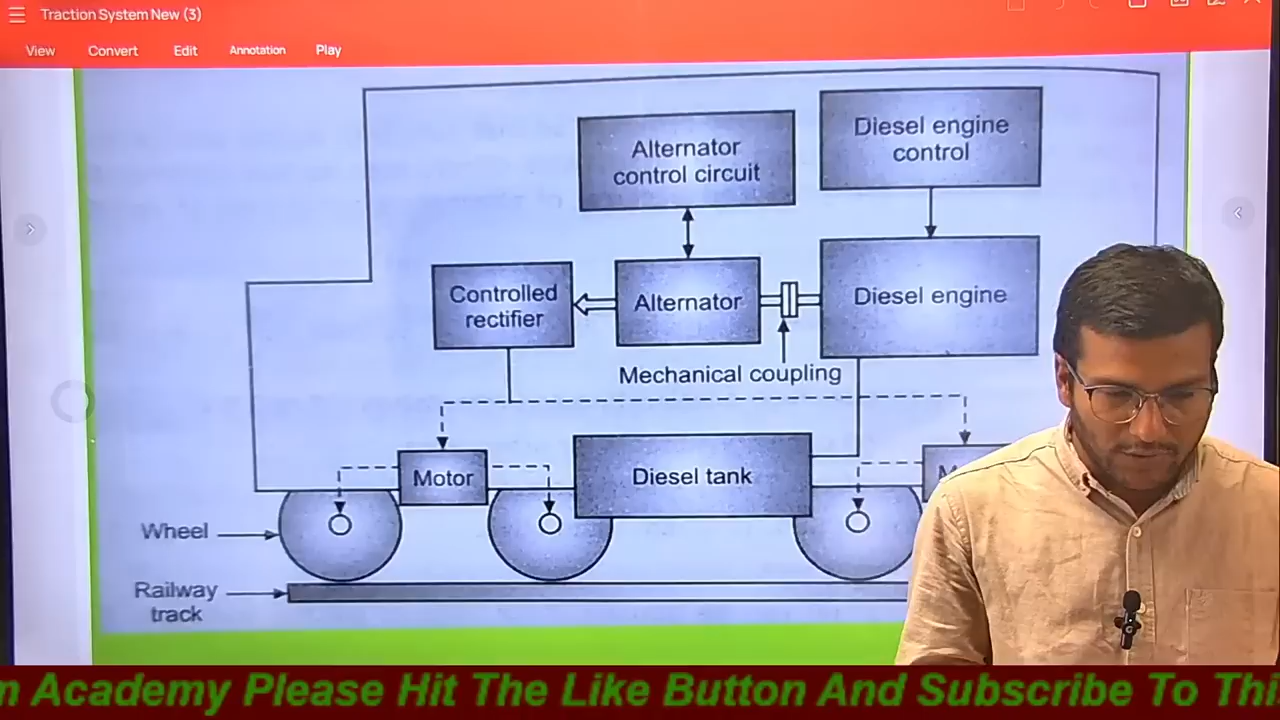 Traction System New (3)
View Convert Edit Annotation Play
Alternator
control circuit
Diesel engine
control
Controlled
rectifier
Alternator
Diesel engine
Mechanical coupling
Motor
Diesel tank
Wheel
Railway
track
Academy Please Hit The Like Button And Subscribe To